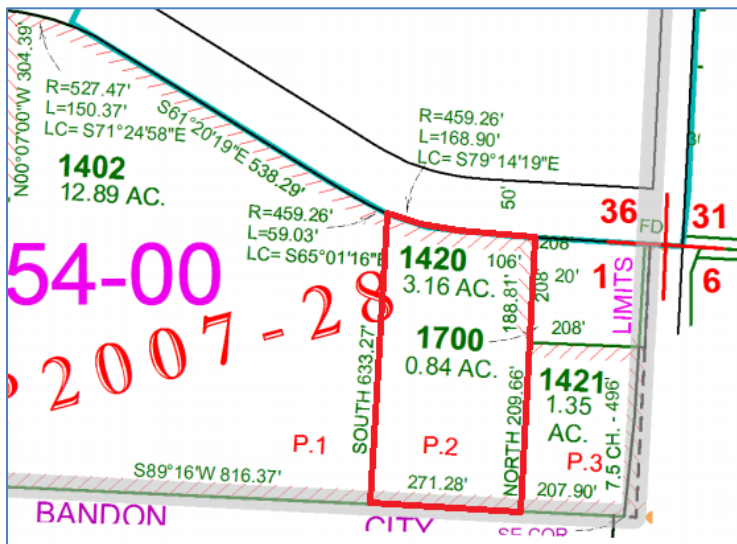 N00°07'00"W 304.39'
R=527.47'
L=150.37'
LC= S71°24'58"E
S61°20'19"E 538.29'
R=459.26'
L=168.90'
LC= S79°14'19"E
1402
12.89 AC.
50'
R=459.26'
L=59.03'
LC= S65°01'16"E
36
FD
31
208'
54-00
1420
3.16 AC.
106'
188.81'
208'
20'
208'
1
6
LIMITS
2007-28
1700
0.84 AC.
SOUTH 633.27'
NORTH 209.66'
1421
1.35
AC.
7.5 CH. - 496'
P.1
P.2
P.3
S89°16'W 816.37'
271.28'
207.90'
BANDON
CITY
SE COR